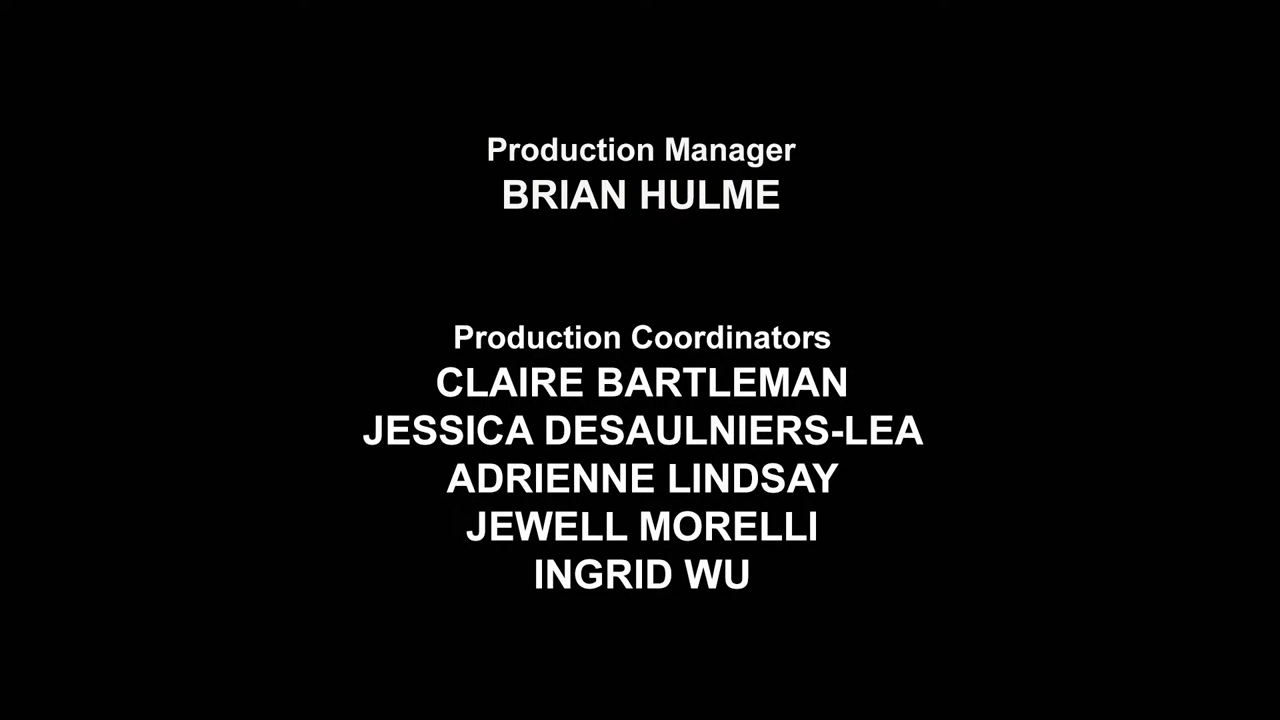 Production Manager
BRIAN HULME
Production Coordinators
CLAIRE BARTLEMAN
JESSICA DESAULNIERS-LEA
ADRIENNE LINDSAY
JEWELL MORELLI
INGRID WU